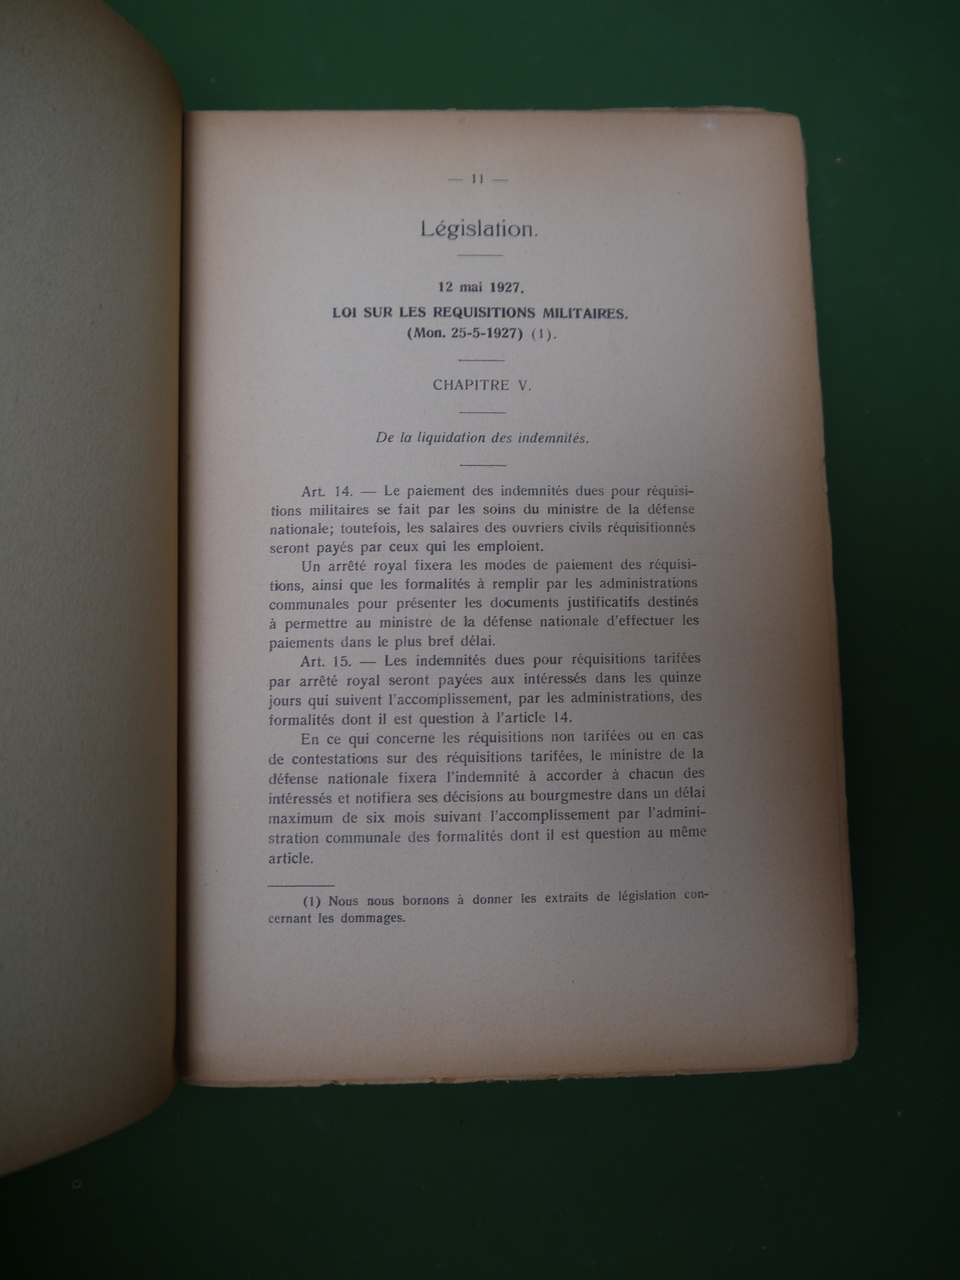 — 11 —
Législation.
12 mai 1927.
LOI SUR LES REQUISITIONS MILITAIRES.
(Mon. 25-5-1927) (1).
CHAPITRE V.
De la liquidation des indemnités.
Art. 14. — Le paiement des indemnités dues pour réquisi-
tions militaires se fait par les soins du ministre de la défense
nationale; toutefois, les salaires des ouvriers civils réquisitionnés
seront payés par ceux qui les emploient.
Un arrêté royal fixera les modes de paiement des réquisi-
tions, ainsi que les formalités à remplir par les administrations
communales pour présenter les documents justificatifs destinés
à permettre au ministre de la défense nationale d'effectuer les
paiements dans le plus bref délai.
Art. 15. — Les indemnités dues pour réquisitions tarifées
par arrêté royal seront payées aux intéressés dans les quinze
jours qui suivent l'accomplissement, par les administrations, des
formalités dont il est question à l'article 14.
En ce qui concerne les réquisitions non tarifées ou en cas
de contestations sur des réquisitions tarifées, le ministre de la
défense nationale fixera l'indemnité à accorder à chacun des
intéressés et notifiera ses décisions au bourgmestre dans un délai
maximum de six mois suivant l'accomplissement par l'admini-
stration communale des formalités dont il est question au même
article.
(1) Nous nous bornons à donner les extraits de législation con-
cernant les dommages.